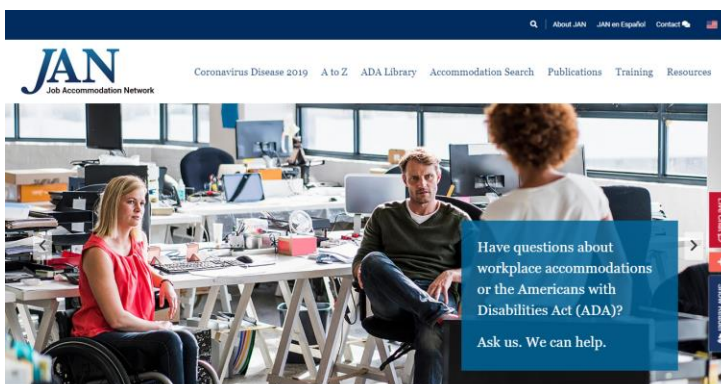 About JAN JAN en Español Contact
JAN
Job Accommodation Network
Coronavirus Disease 2019 A to Z ADA Library Accommodation Search Publications Training Resources
Have questions about
workplace accommodations
or the Americans with
Disabilities Act (ADA)?
Ask us. We can help.